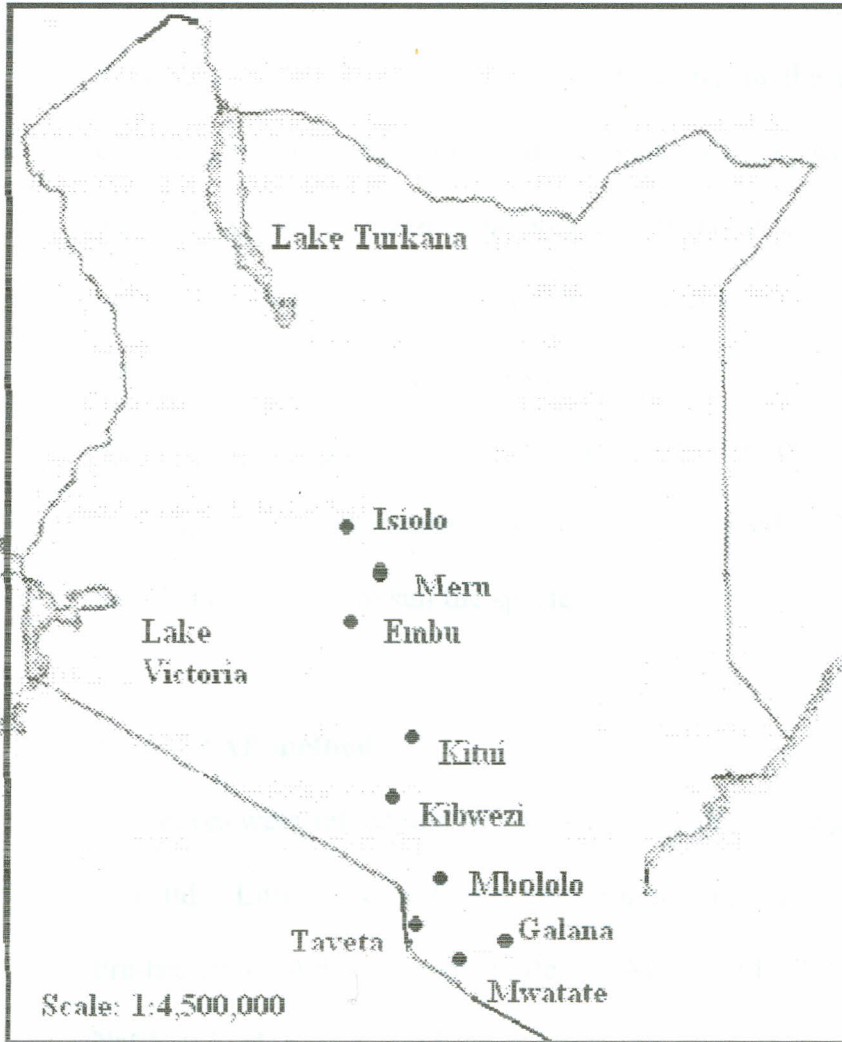 Lake Turkana
Isiolo
Meru
Embu
Lake
Victoria
Kitui
Kibwezi
Mbololo
Galana
Taveta
Mwatate
Scale: 1:4,500,000